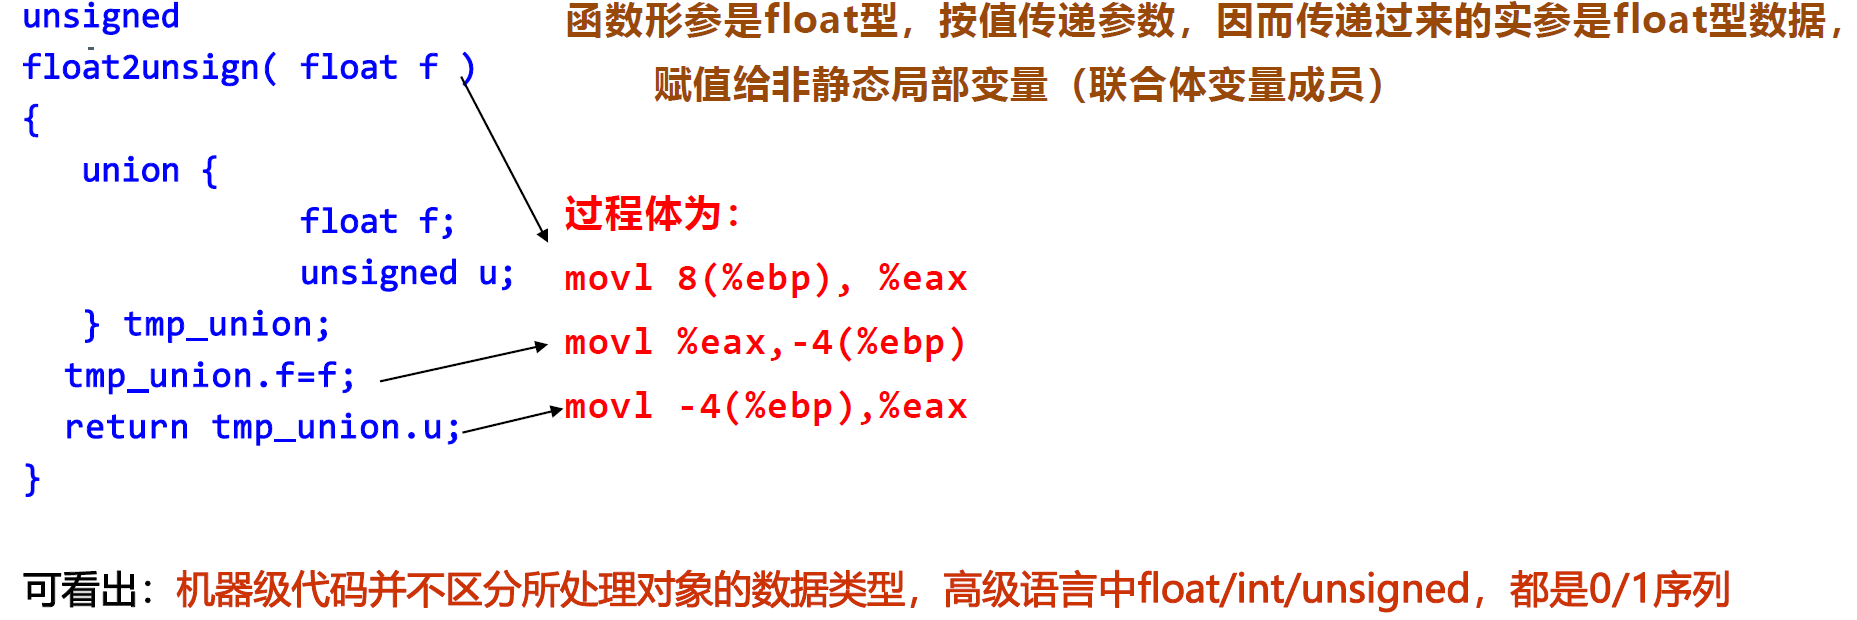 unsigned
float2unsign( float f )
{
union {
float f;
unsigned u;
} tmp_union;
tmp_union.f=f;
return tmp_union.u;
}
函数形参是float型，按值传递参数，因而传递过来的实参是float型数据，
赋值给非静态局部变量（联合体变量成员）
过程体为：
movl 8(%ebp), %eax
movl %eax,-4(%ebp)
movl -4(%ebp),%eax
可看出：机器级代码并不区分所处理对象的数据类型，高级语言中float/int/unsigned，都是0/1序列